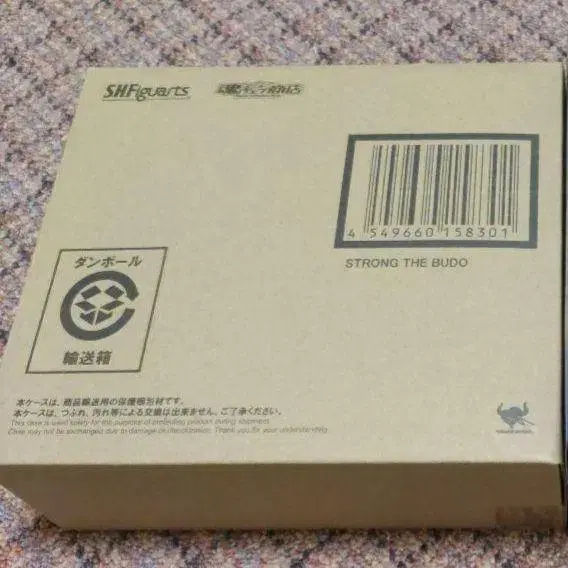 S.H.Figuarts
魂ウェブ商店
4 549660 158301
STRONG THE BUDO
ダンボール
輸送箱
本ケースは、商品輸送用の保護梱包材です。
本ケースは、つぶれ、汚れ等による交換は出来ません。ご了承ください。
This case is used solely for the purpose of protecting product during shipment.
Case may not be exchanged due to damage or discoloration. Thank you for your understanding.